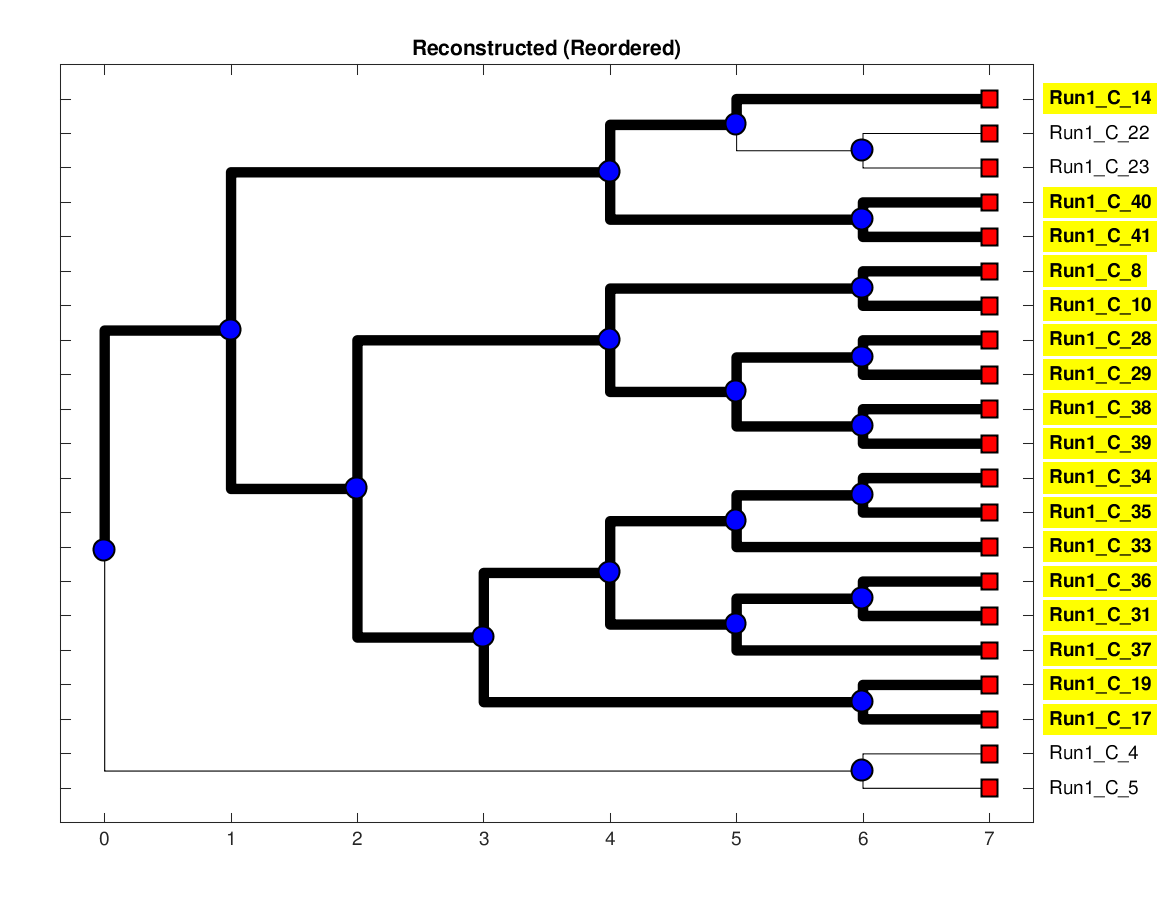 Reconstructed (Reordered)
Run1_C_14
Run1_C_22
Run1_C_23
Run1_C_40
Run1_C_41
Run1_C_8
Run1_C_10
Run1_C_28
Run1_C_29
Run1_C_38
Run1_C_39
Run1_C_34
Run1_C_35
Run1_C_33
Run1_C_36
Run1_C_31
Run1_C_37
Run1_C_19
Run1_C_17
Run1_C_4
Run1_C_5
0 1 2 3 4 5 6 7